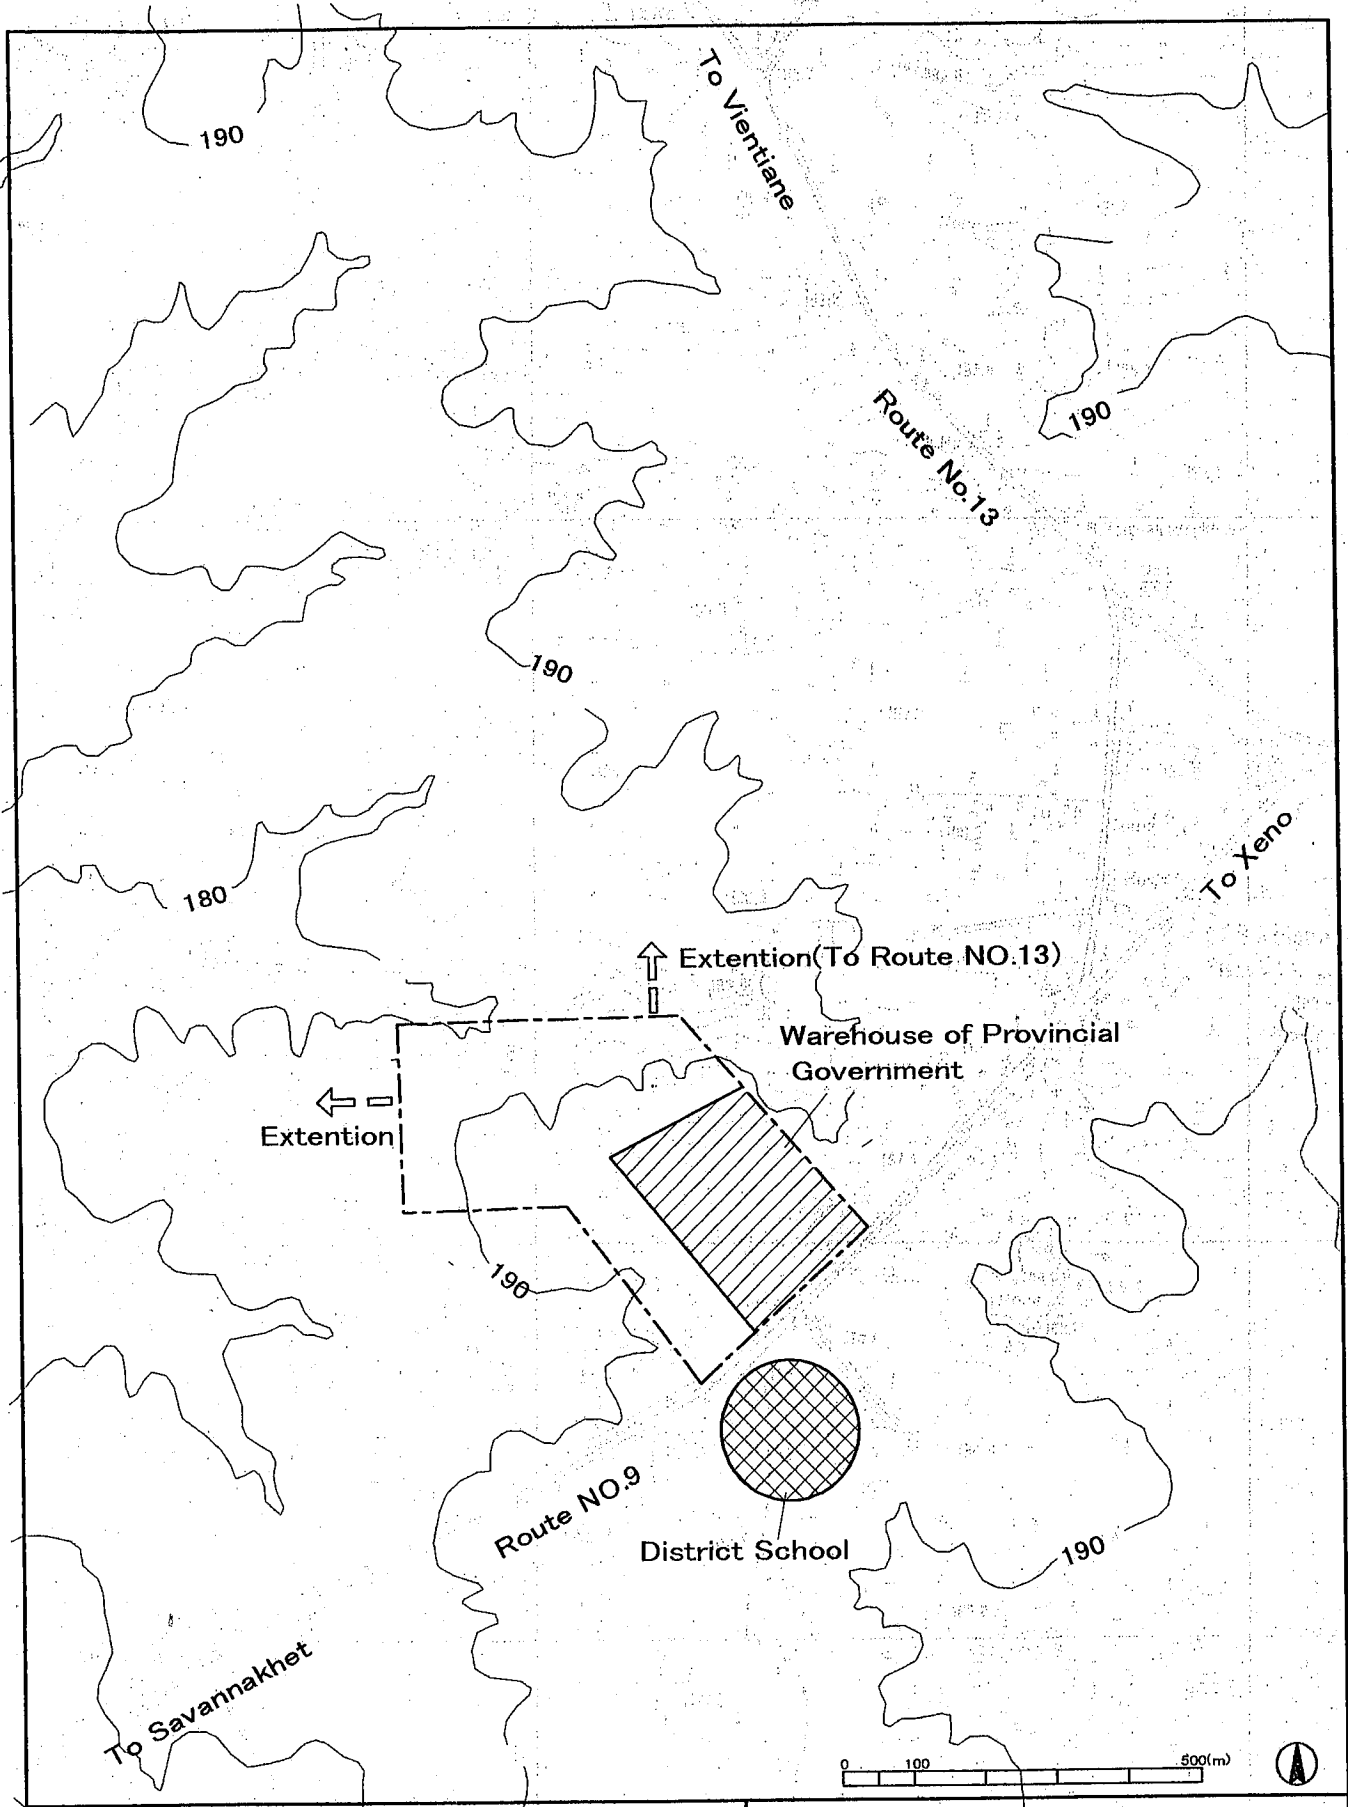 To Vientiane
190
Route No.13
190
190
To Xeno
180
Extention(To Route NO.13)
Warehouse of Provincial
Government
Extention
190
Route NO.9
District School
190
To Savannakhet
0 100 500(m)